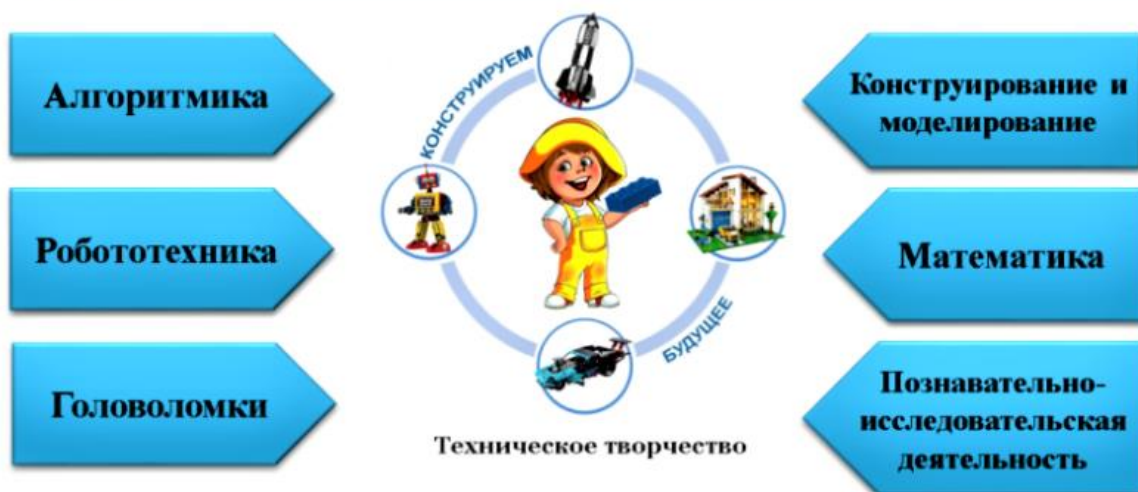 Алгоритмика
Робототехника
Головоломки
КОНСТРУИРУЕМ
БУДУЩЕЕ
Техническое творчество
Конструирование и
моделирование
Математика
Познавательно-
исследовательская
деятельность